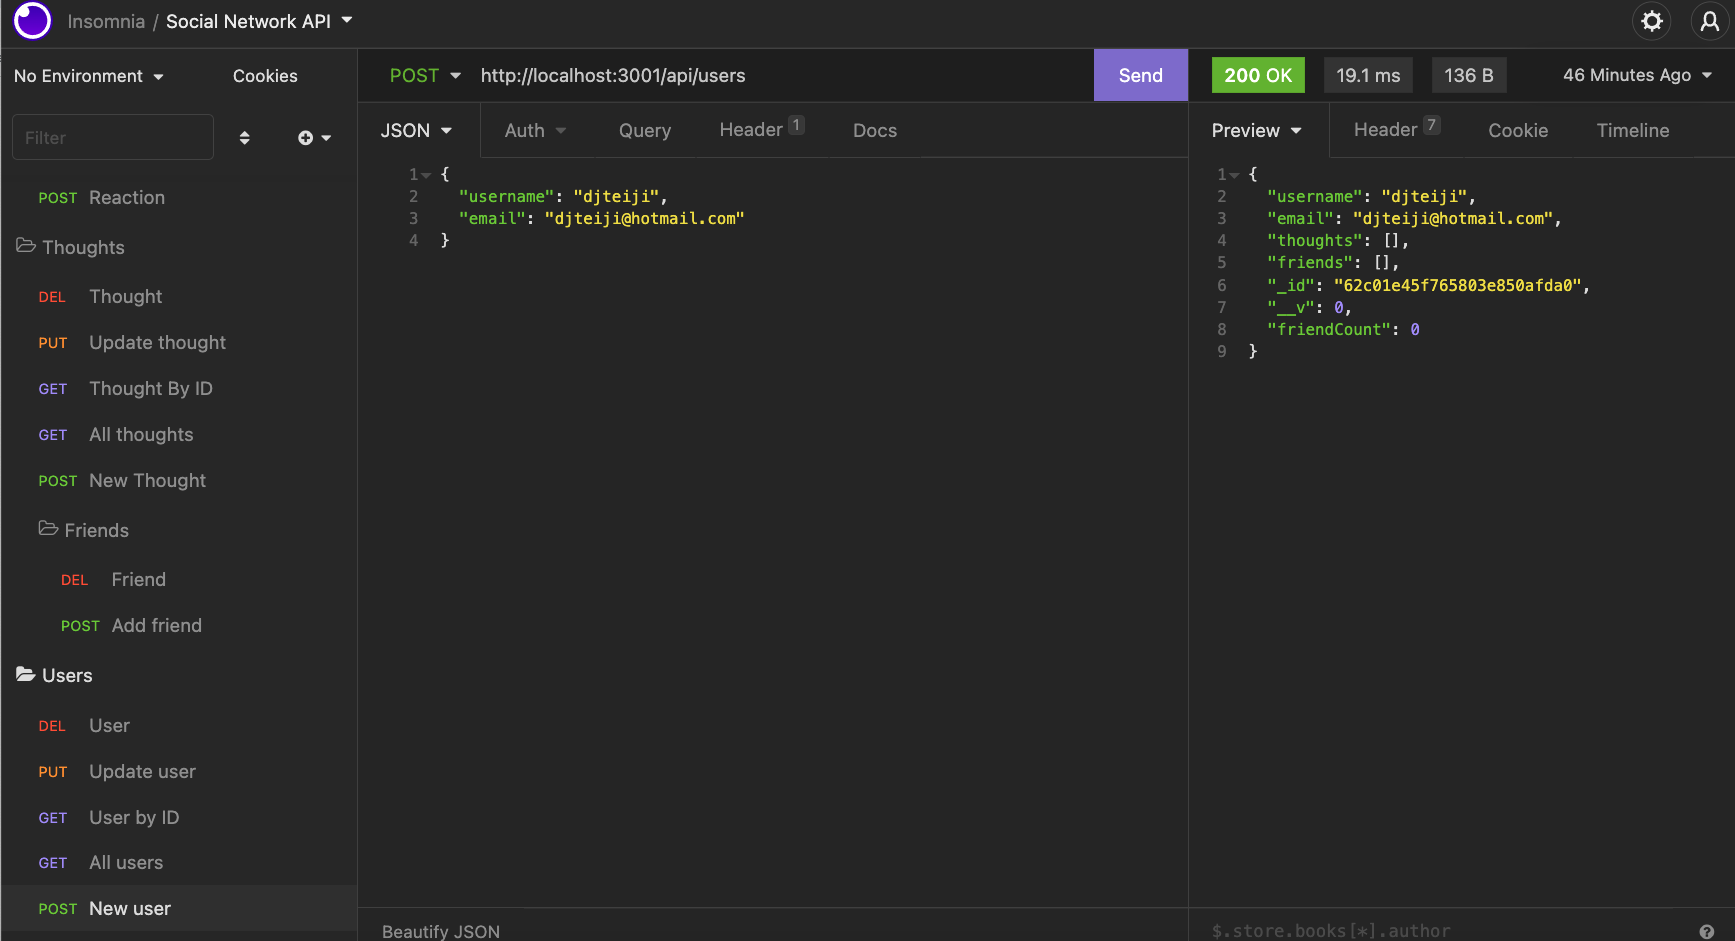 Insomnia / Social Network API
No Environment
Cookies
Filter
POST Reaction
Thoughts
DEL Thought
PUT Update thought
GET Thought By ID
GET All thoughts
POST New Thought
Friends
DEL Friend
POST Add friend
Users
DEL User
PUT Update user
GET User by ID
GET All users
POST New user
POST http://localhost:3001/api/users Send
JSON Auth Query Header 1 Docs
1 {
2 "username": "djteiji",
3 "email": "djteiji@hotmail.com"
4 }
Beautify JSON
200 OK 19.1 ms 136 B 46 Minutes Ago
Preview Header 7 Cookie Timeline
1 {
2 "username": "djteiji",
3 "email": "djteiji@hotmail.com",
4 "thoughts": [],
5 "friends": [],
6 "_id": "62c01e45f765803e850afda0",
7 "__v": 0,
8 "friendCount": 0
9 }
$.store.books[*].author